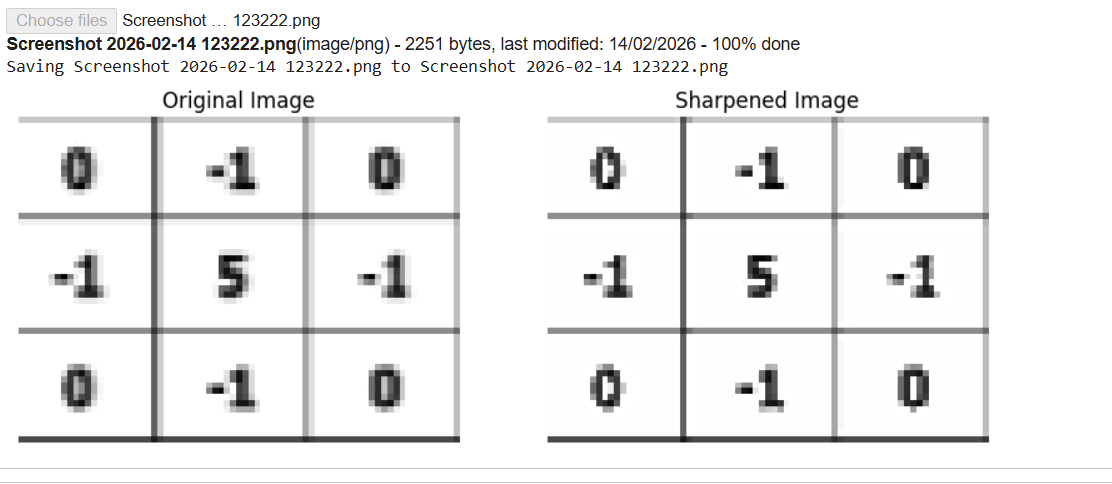 Choose files Screenshot … 123222.png
Screenshot 2026-02-14 123222.png(image/png) - 2251 bytes, last modified: 14/02/2026 - 100% done
Saving Screenshot 2026-02-14 123222.png to Screenshot 2026-02-14 123222.png
Original Image Sharpened Image
0 -1 0 0 -1 0
-1 5 -1 -1 5 -1
0 -1 0 0 -1 0